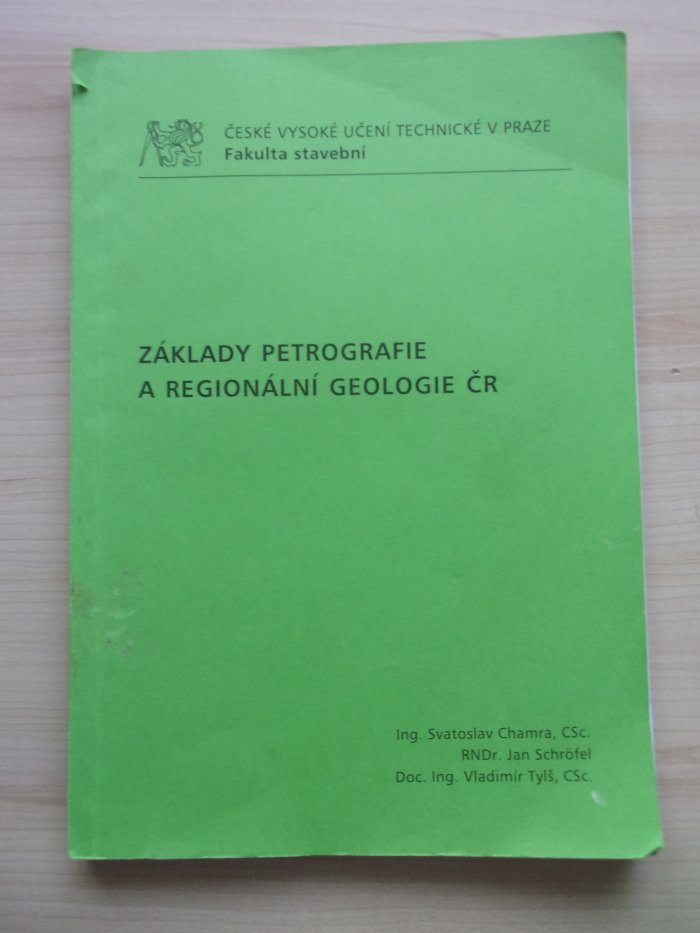 ČESKÉ VYSOKÉ UČENÍ TECHNICKÉ V PRAZE
Fakulta stavební
ZÁKLADY PETROGRAFIE
A REGIONÁLNÍ GEOLOGIE ČR
Ing. Svatoslav Chamra, CSc.
RNDr. Jan Schröfel
Doc. Ing. Vladimír Tylš, CSc.